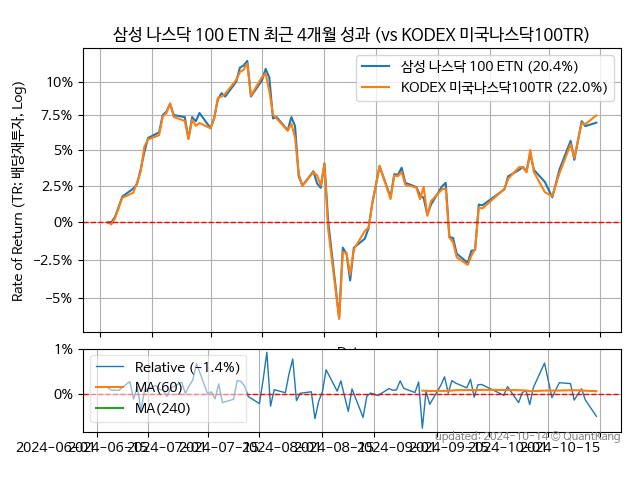 삼성 나스닥 100 ETN 최근 4개월 성과 (vs KODEX 미국나스닥100TR)
Rate of Return (TR: 배당재투자, Log)
10%
7.5%
5%
2.5%
0%
−2.5%
−5%
삼성 나스닥 100 ETN (20.4%)
KODEX 미국나스닥100TR (22.0%)
1%
0%
Relative (−1.4%)
MA(60)
MA(240)
updated: 2024-10-14 © QuantKang
2024-06-01
2024-06-15
2024-07-01
2024-07-15
2024-08-01
2024-08-15
2024-09-01
2024-09-15
2024-10-01
2024-10-15